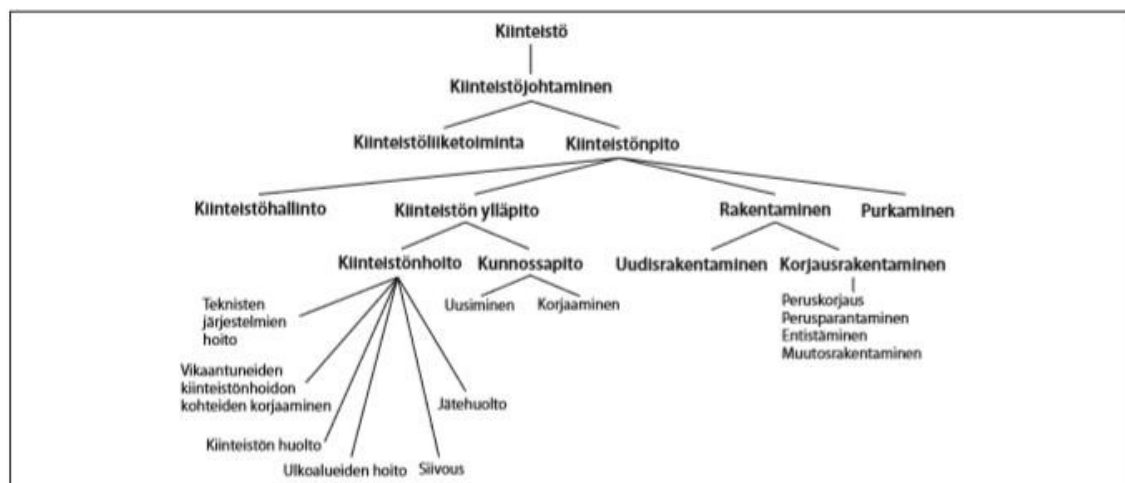 Kiinteistö
Kiinteistöjohtaminen
Kiinteistöliiketoiminta
Kiinteistönpito
Kiinteistöhallinto
Kiinteistön ylläpito
Rakentaminen
Purkaminen
Kiinteistönhoito
Kunnossapito
Uudisrakentaminen
Korjausrakentaminen
Teknisten
järjestelmien
hoito
Uusiminen
Korjaaminen
Peruskorjaus
Perusparantaminen
Entistäminen
Muutosrakentaminen
Vikaantuneiden
kiinteistönhoidon
kohteiden korjaaminen
Jätehuolto
Kiinteistön huolto
Ulkoalueiden hoito
Siivous